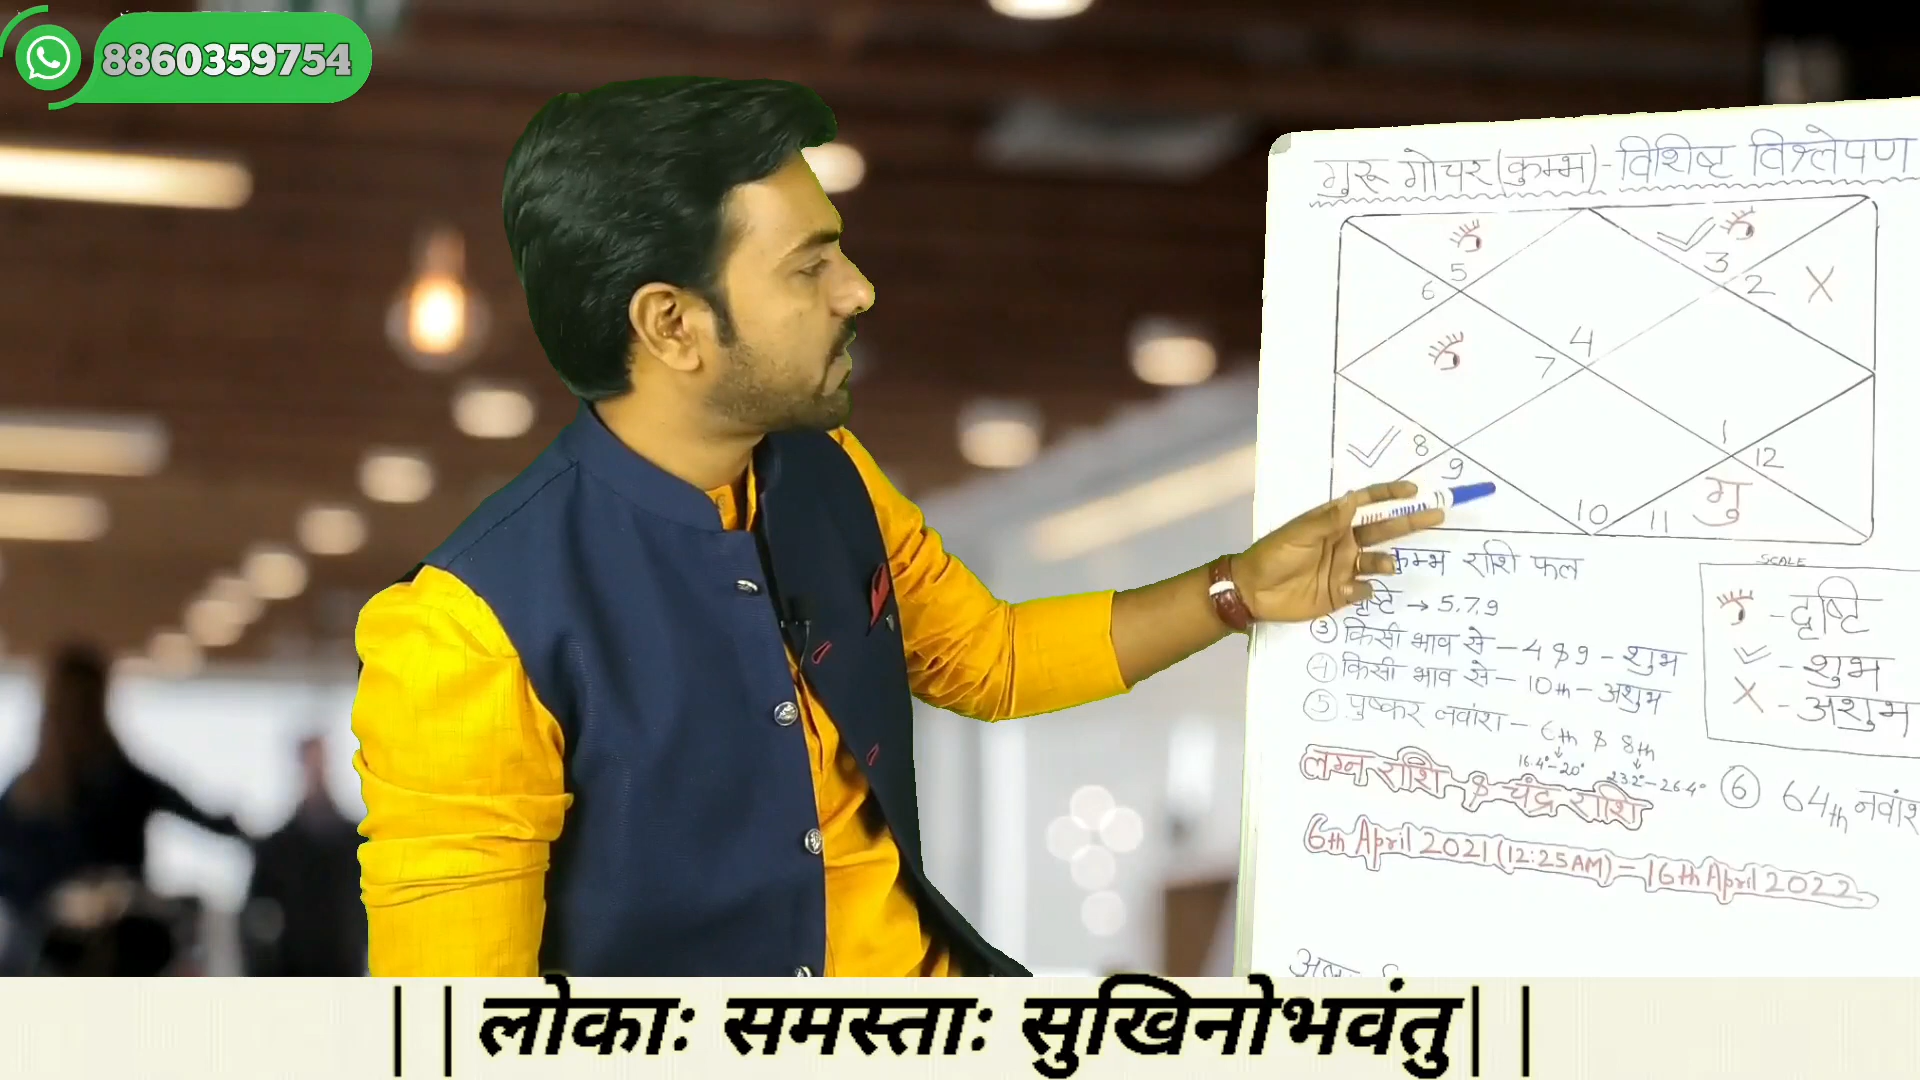 8860359754
गुरू गोचर (कुम्भ) - विशिष्ट विश्लेषण
5
3
6
2
X
4
7
1
8
12
9
गु
10
11
कुम्भ राशि फल
SCALE
→ 5,7,9
- दृष्टि
③ किसी भाव से - 4 & 9 - शुभ
- शुभ
④ किसी भाव से - 10th - अशुभ
X - अशुभ
⑤ पुष्कर नवांश - 6th & 8th
16.4° - 20°
23.2° - 26.4°
लग्न राशि & चंद्र राशि
⑥ 64th नवांश
6th April 2021 (12:25 AM) - 16th April 2022
||लोकाः समस्ताः सुखिनोभवंतु||